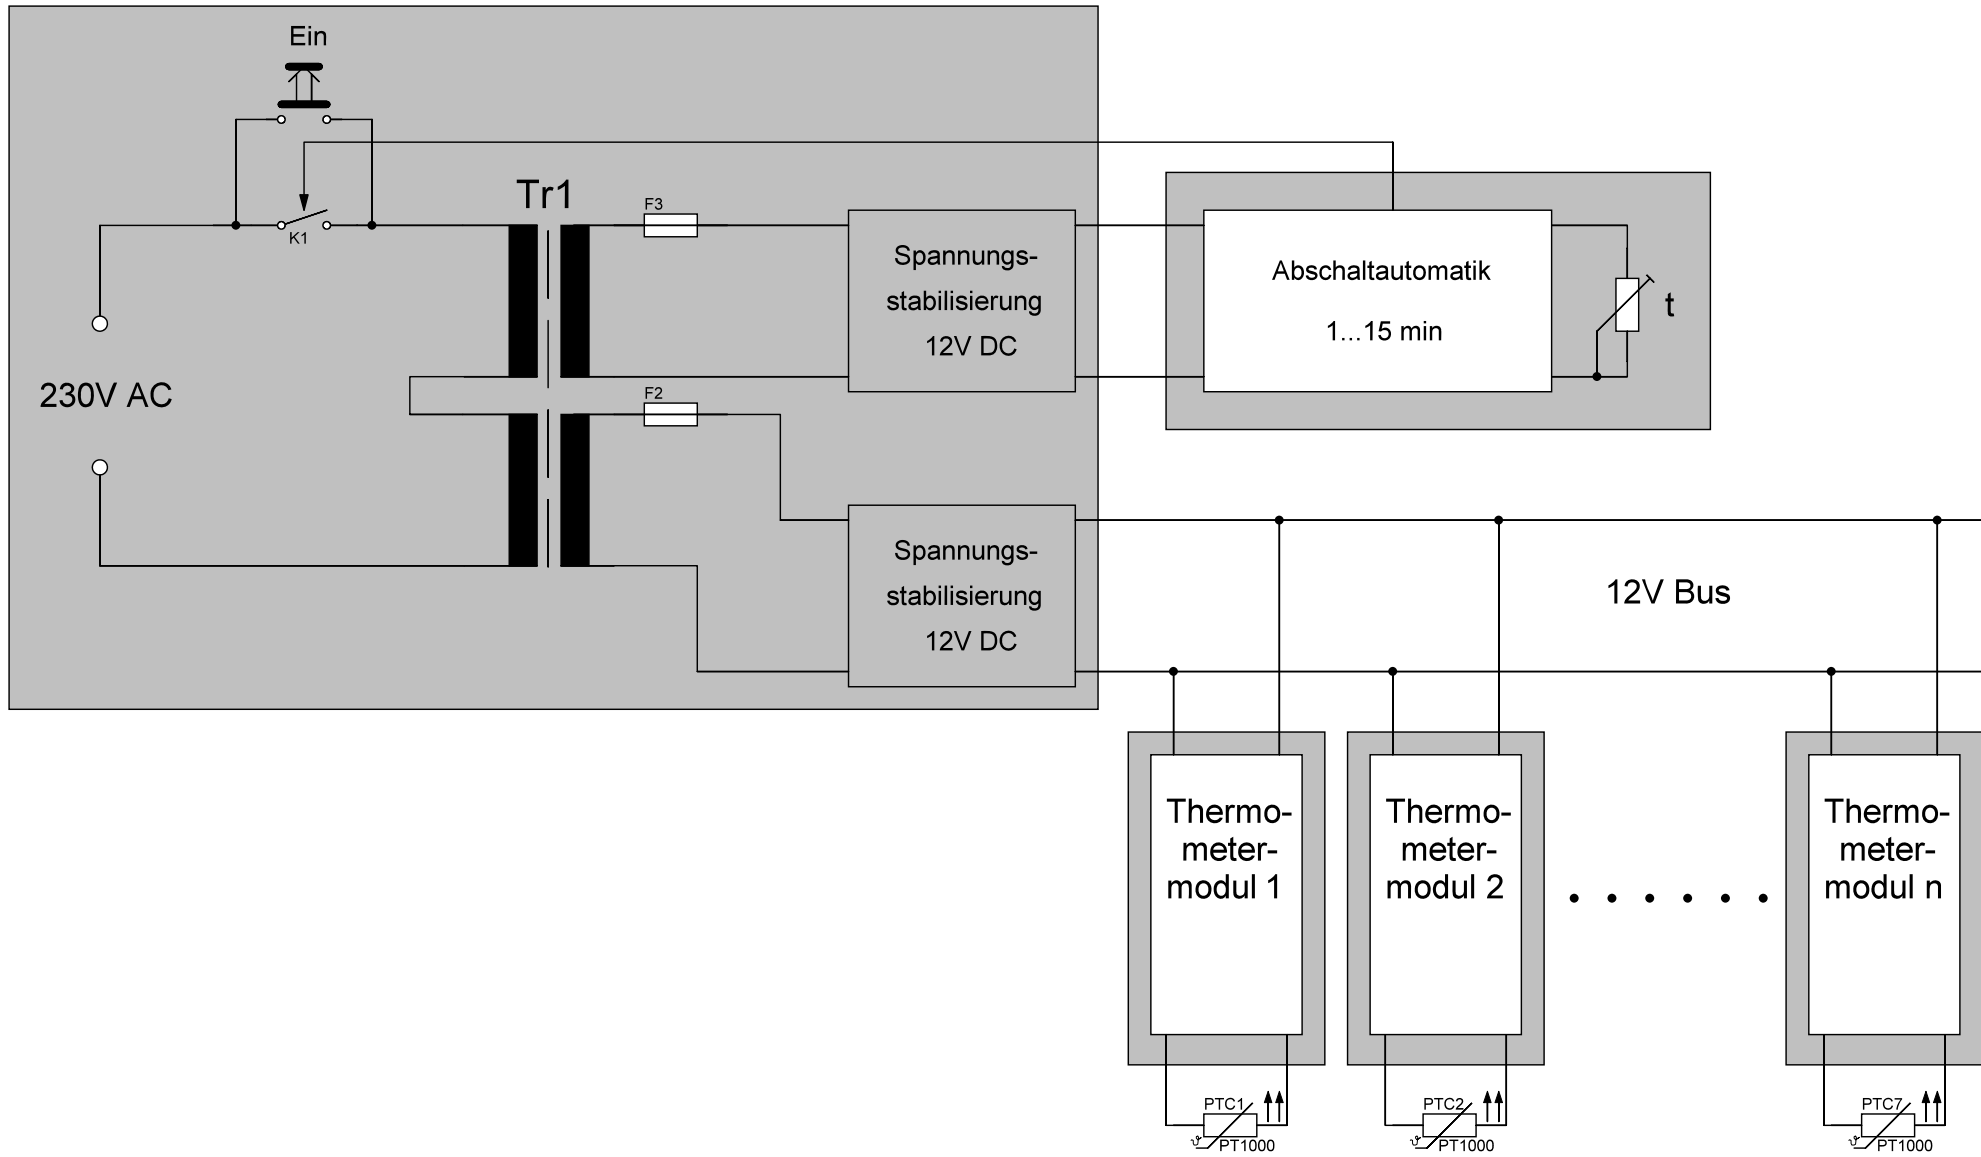 Ein
K1
Tr1
F3
F2
230V AC
Spannungs-
stabilisierung
12V DC
Abschaltautomatik
1...15 min
t
Spannungs-
stabilisierung
12V DC
12V Bus
Thermo-
meter-
modul 1
Thermo-
meter-
modul 2
Thermo-
meter-
modul n
PTC1
ϑ
PT1000
PTC2
ϑ
PT1000
PTC7
ϑ
PT1000